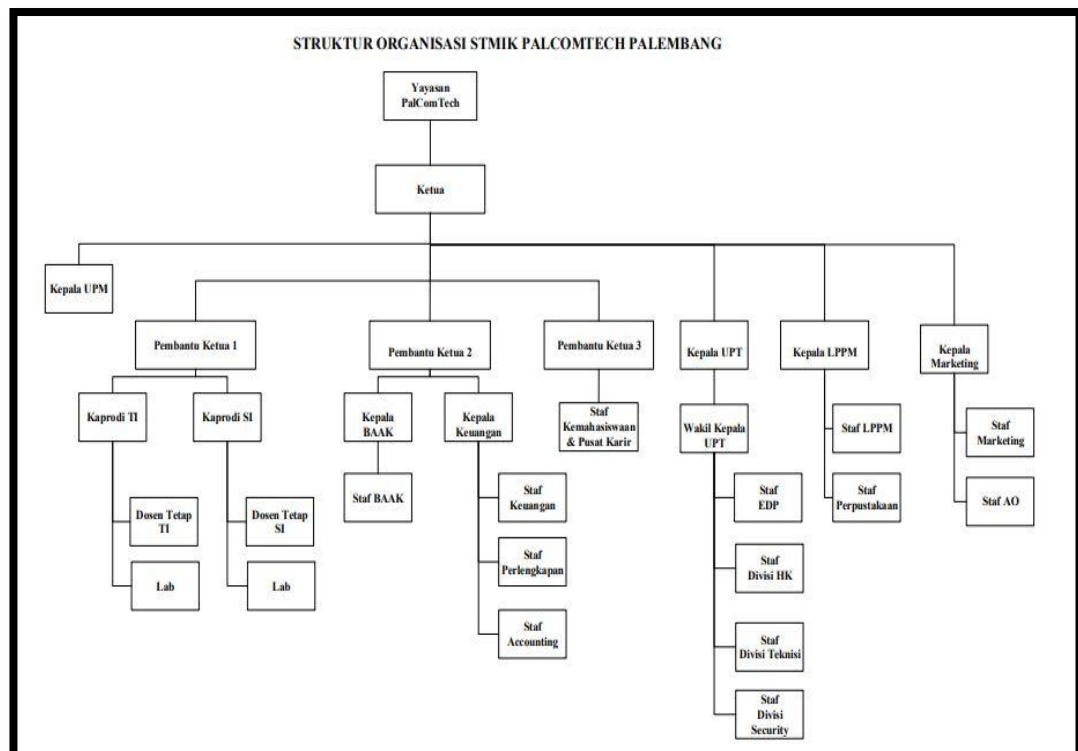 STRUKTUR ORGANISASI STMIK PALCOMTECH PALEMBANG
Yayasan
PalComTech
Ketua
Kepala UPM
Pembantu Ketua 1
Pembantu Ketua 2
Pembantu Ketua 3
Kepala UPT
Kepala LPPM
Kepala
Marketing
Kaprodi TI
Kaprodi SI
Kepala
BAAK
Kepala
Keuangan
Staf
Kemahasiswaan
& Pusat Karir
Wakil Kepala
UPT
Staf LPPM
Staf
Marketing
Staf BAAK
Staf
Keuangan
Staf
EDP
Staf
Perpustakaan
Staf AO
Dosen Tetap
TI
Dosen Tetap
SI
Staf
Perlengkapan
Staf
Divisi HK
Lab
Lab
Staf
Accounting
Staf
Divisi Teknisi
Staf
Divisi
Security